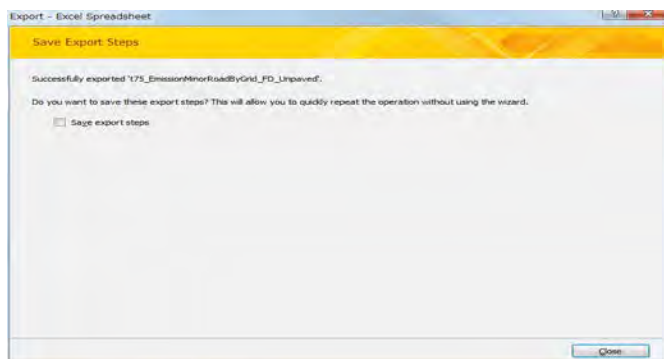 Export - Excel Spreadsheet
Save Export Steps
Successfully exported 't75_EmissionMinorRoadByGrid_FD_Unpaved'.
Do you want to save these export steps? This will allow you to quickly repeat the operation without using the wizard.
Save export steps
Close